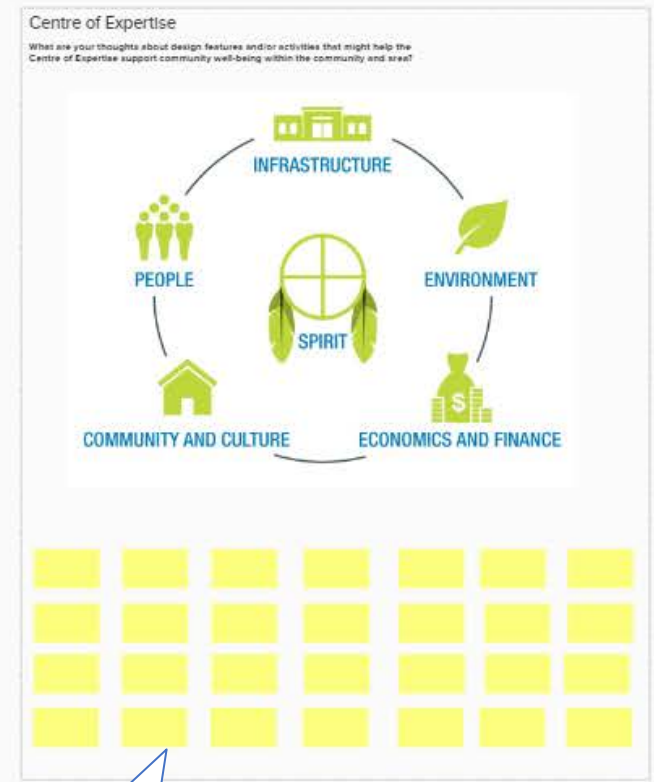 Centre of Expertise
What are your thoughts about design features and/or activities that might help the
Centre of Expertise support community well-being within the community and area?
INFRASTRUCTURE
PEOPLE
ENVIRONMENT
SPIRIT
$
COMMUNITY AND CULTURE
ECONOMICS AND FINANCE